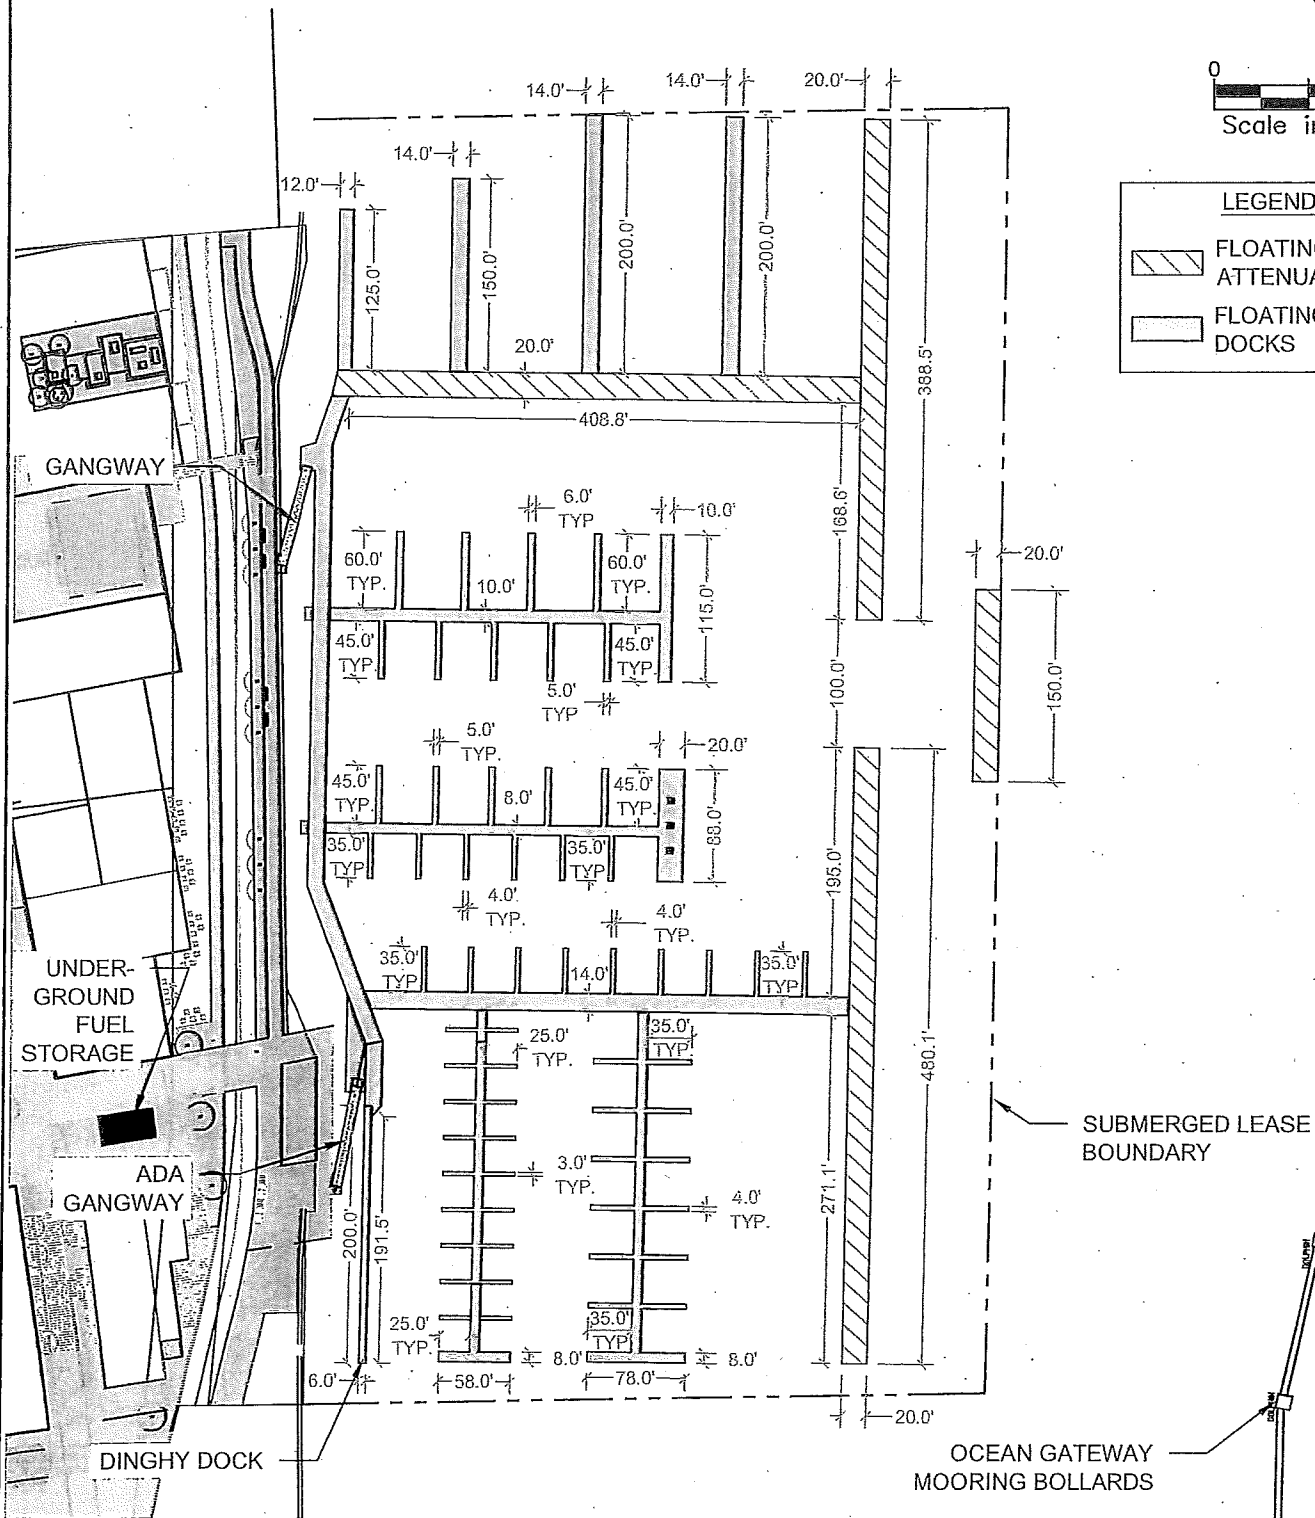 0
Scale i
LEGEND
FLOATING
ATTENUA
FLOATING
DOCKS
14.0'
14.0'
20.0'
14.0'
12.0'
125.0'
150.0'
200.0'
200.0'
388.5'
20.0'
408.8'
GANGWAY
6.0'
TYP
10.0'
168.6'
60.0'
TYP.
60.0'
TYP.
10.0'
115.0'
20.0'
150.0'
45.0'
TYP.
45.0'
TYP.
5.0'
TYP
100.0'
5.0'
TYP.
20.0'
45.0'
TYP.
8.0'
45.0'
TYP.
88.0'
35.0'
TYP
35.0'
TYP
195.0'
4.0'
TYP.
4.0'
TYP.
35.0'
TYP
14.0'
35.0'
TYP
UNDER-
GROUND
FUEL
STORAGE
25.0'
TYP.
35.0'
TYP.
480.1'
SUBMERGED LEASE
BOUNDARY
ADA
GANGWAY
3.0'
TYP.
4.0'
TYP.
200.0'
191.5'
271.1'
25.0'
TYP.
35.0'
TYP
8.0'
8.0'
6.0'
58.0'
78.0'
20.0'
DINGHY DOCK
OCEAN GATEWAY
MOORING BOLLARDS
DOLPHIN
DOLPHIN